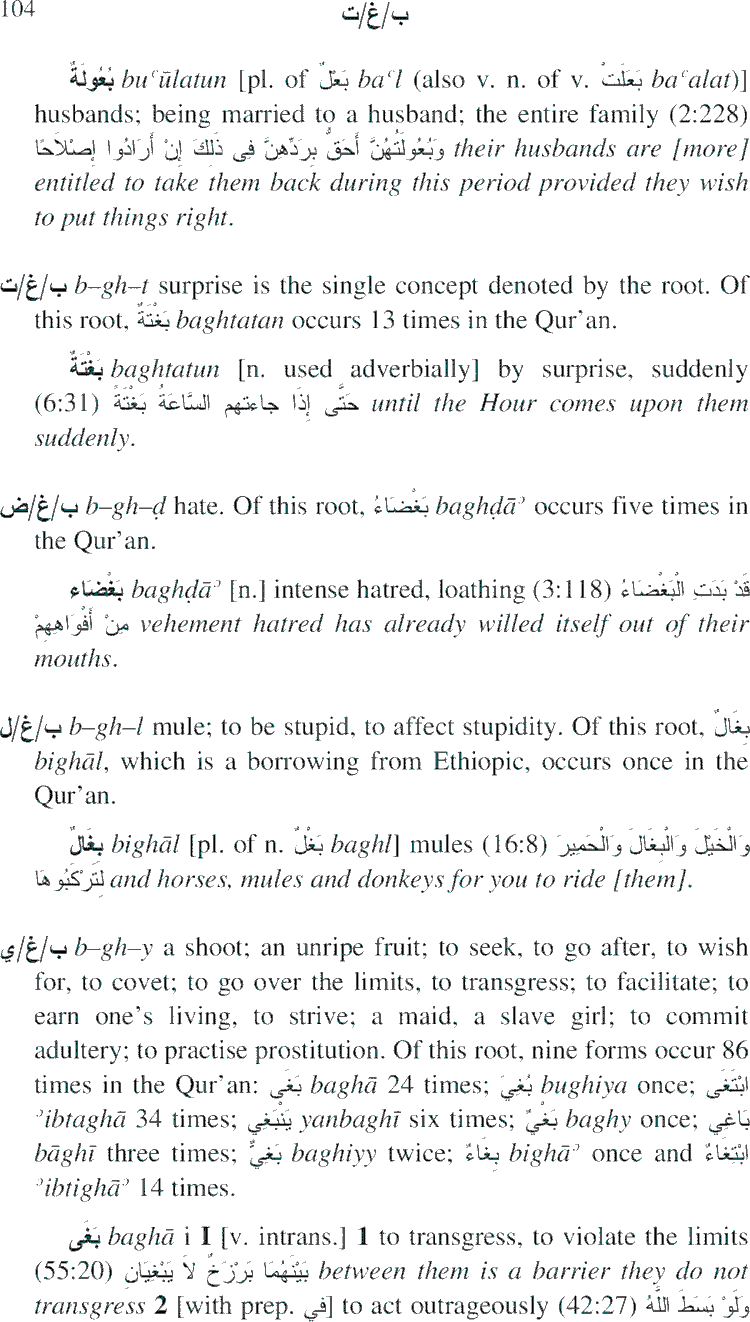 104 ب/غ/ت
بُعُولَةٌ buʿūlatun [pl. of بَعْلٌ baʿl (also v. n. of v. بَعَلَتْ baʿalat)]
husbands; being married to a husband; the entire family (2:228)
وَبُعُولَتُهُنَّ أَحَقُّ بِرَدِّهِنَّ فِى ذَلِكَ إِنْ أَرَادُوا إِصْلاَحًا their husbands are [more]
entitled to take them back during this period provided they wish
to put things right.
ب/غ/ت b–gh–t surprise is the single concept denoted by the root. Of
this root, بَغْتَةً baghtatan occurs 13 times in the Qur’an.
بَغْتَةٌ baghtatun [n. used adverbially] by surprise, suddenly
(6:31) حَتَّى إِذَا جاءتهم السَّاعَةُ بَغْتَةً until the Hour comes upon them
suddenly.
ب/غ/ض b–gh–ḍ hate. Of this root, بَغْضَاءُ baghḍāʾ occurs five times in
the Qur’an.
بَغْضَاء baghḍāʾ [n.] intense hatred, loathing (3:118) قَدْ بَدَتِ الْبَغْضَاءُ
مِنْ أَفْوَاهِهِمْ vehement hatred has already willed itself out of their
mouths.
ب/غ/ل b–gh–l mule; to be stupid, to affect stupidity. Of this root, بِغَالٌ
bighāl, which is a borrowing from Ethiopic, occurs once in the
Qur’an.
بِغَالٌ bighāl [pl. of n. بَغْلٌ baghl] mules (16:8) وَالْخَيْلَ وَالْبِغَالَ وَالْحَمِيرَ
لِتَرْكَبُوهَا and horses, mules and donkeys for you to ride [them].
ب/غ/ي b–gh–y a shoot; an unripe fruit; to seek, to go after, to wish
for, to covet; to go over the limits, to transgress; to facilitate; to
earn one’s living, to strive; a maid, a slave girl; to commit
adultery; to practise prostitution. Of this root, nine forms occur 86
times in the Qur’an: بَغَى baghā 24 times; بُغِيَ bughiya once; ابْتَغَى
ʾibtaghā 34 times; يَنْبَغِي yanbaghī six times; بَغْيٌ baghy once; بَاغِي
bāghī three times; بَغِيٌّ baghiyy twice; بِغَاءٌ bighāʾ once and ابْتِغَاءٌ
ʾibtighāʾ 14 times.
بَغَى baghā i I [v. intrans.] 1 to transgress, to violate the limits
(55:20) بَيْنَهُمَا بَرْزَخٌ لاَ يَبْغِيَانِ between them is a barrier they do not
transgress 2 [with prep. في] to act outrageously (42:27) وَلَوْ بَسَطَ اللَّهُ